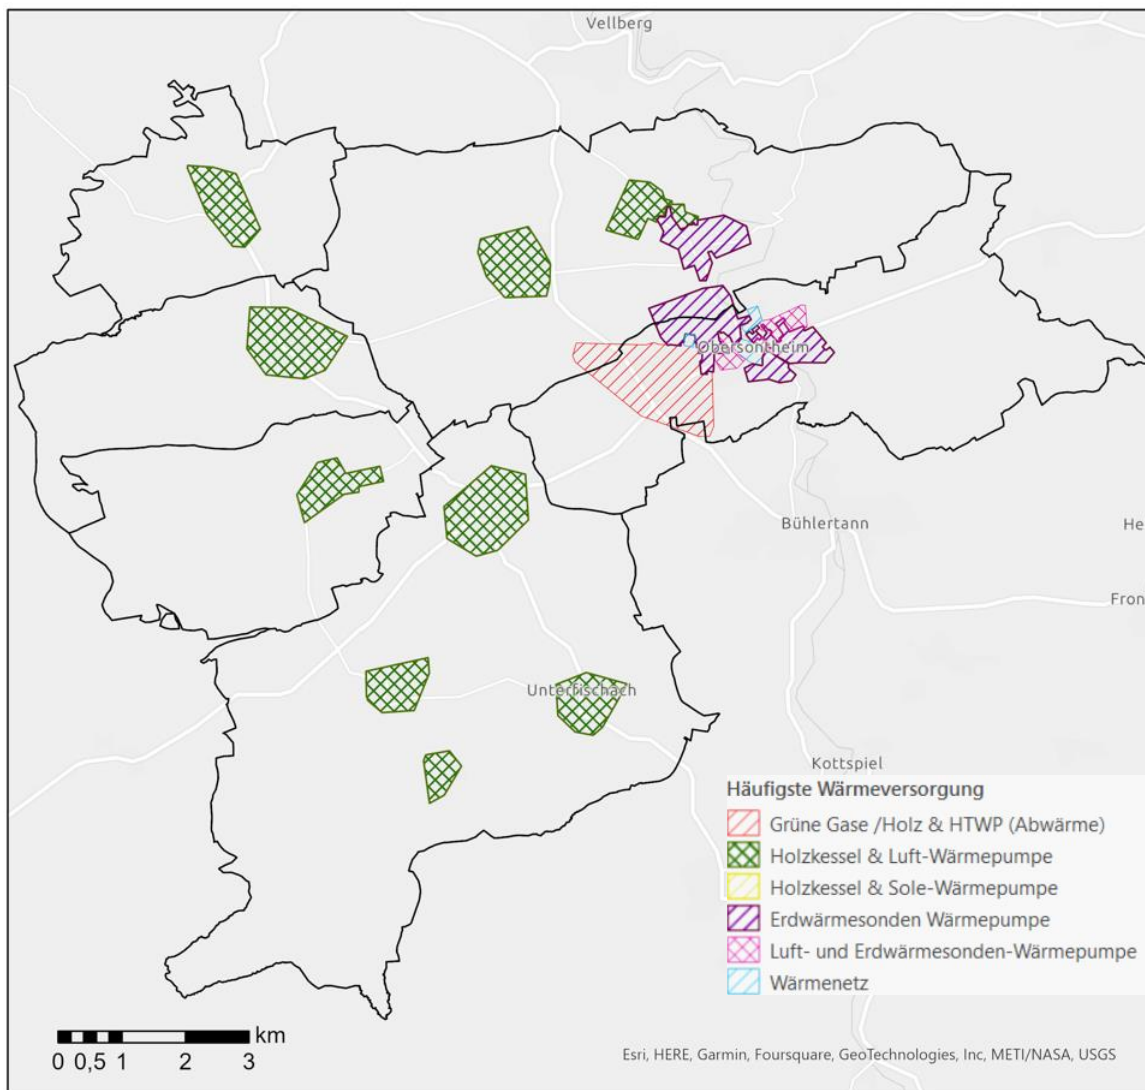 Vellberg
Obersontheim
Bühlertann
He
Fron
Unterfischach
Kottspiel
Häufigste Wärmeversorgung
Grüne Gase /Holz & HTWP (Abwärme)
Holzkessel & Luft-Wärmepumpe
Holzkessel & Sole-Wärmepumpe
Erdwärmesonden Wärmepumpe
Luft- und Erdwärmesonden-Wärmepumpe
Wärmenetz
km
0 0,5 1 2 3
Esri, HERE, Garmin, Foursquare, GeoTechnologies, Inc, METI/NASA, USGS